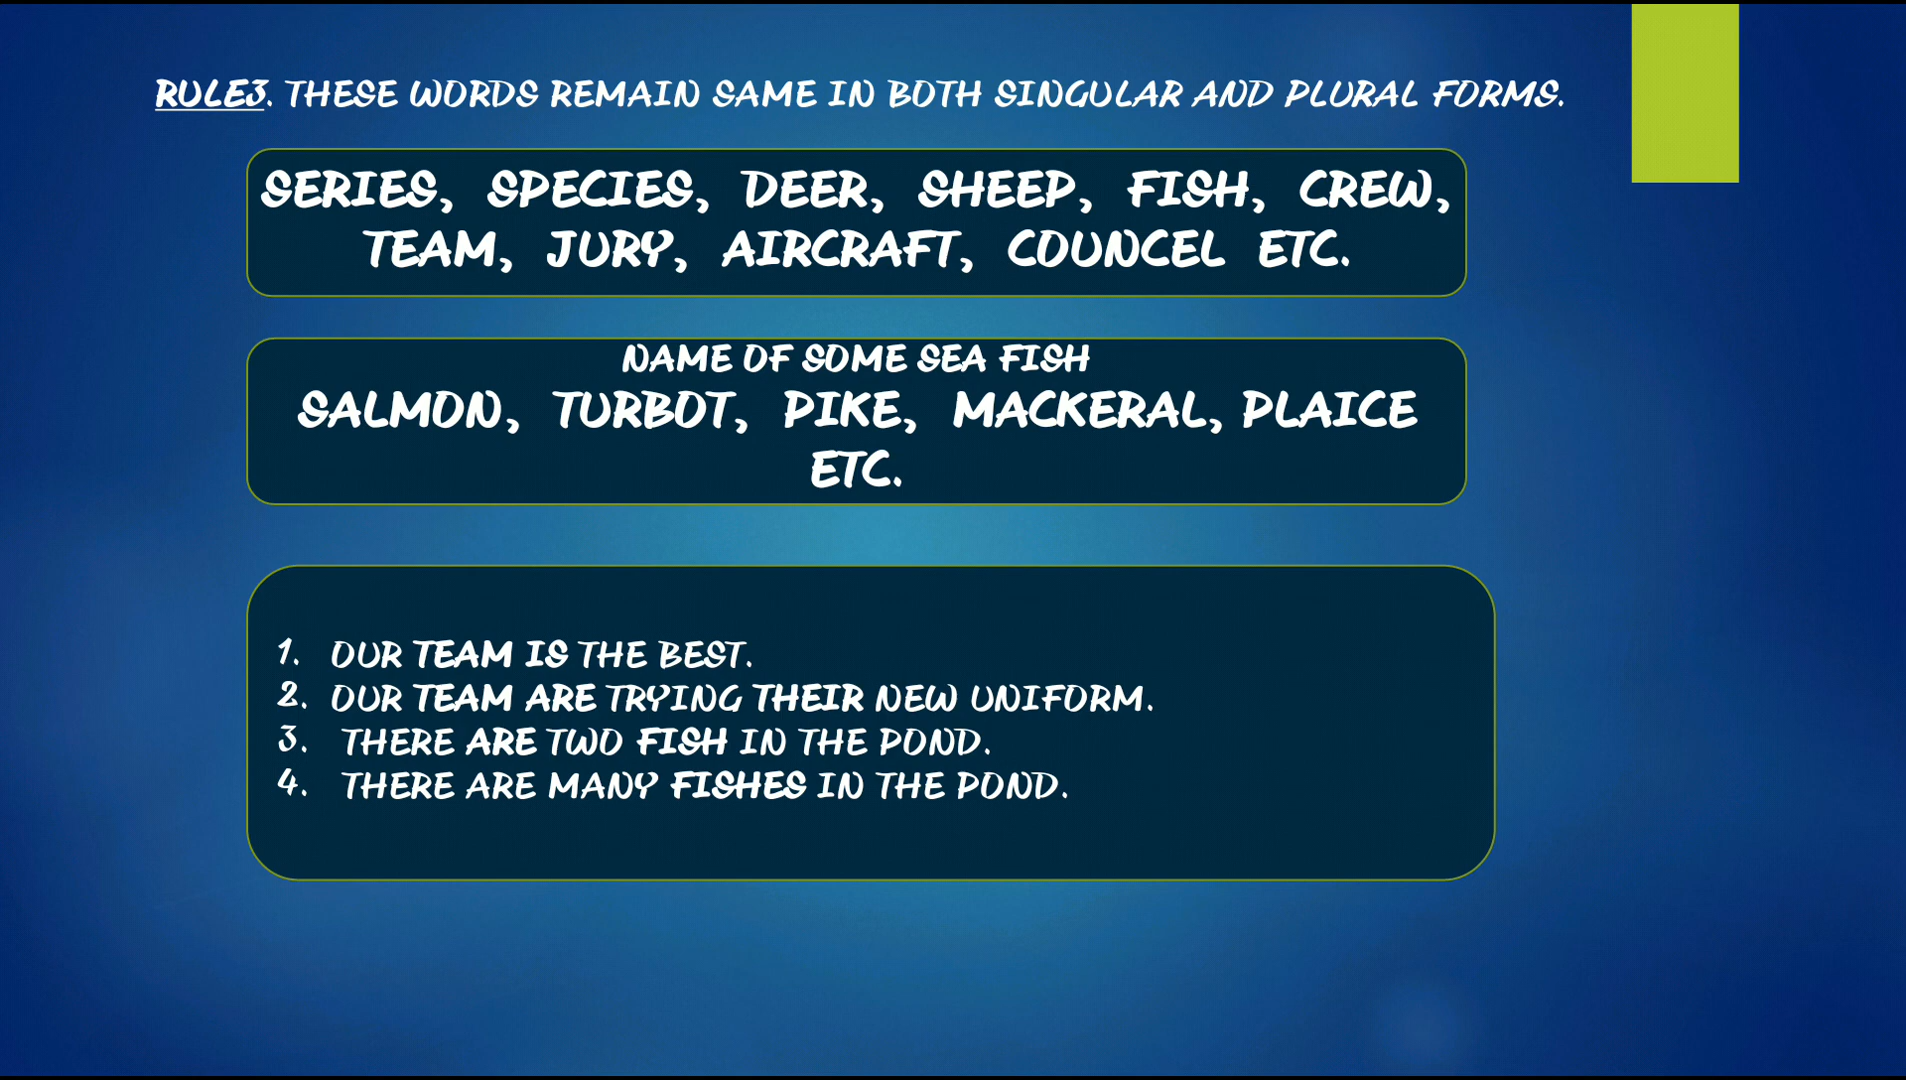 RULE3. THESE WORDS REMAIN SAME IN BOTH SINGULAR AND PLURAL FORMS.
SERIES, SPECIES, DEER, SHEEP, FISH, CREW,
TEAM, JURY, AIRCRAFT, COUNCEL ETC.
NAME OF SOME SEA FISH
SALMON, TURBOT, PIKE, MACKERAL, PLAICE
ETC.
1. OUR TEAM IS THE BEST.
2. OUR TEAM ARE TRYING THEIR NEW UNIFORM.
3. THERE ARE TWO FISH IN THE POND.
4. THERE ARE MANY FISHES IN THE POND.